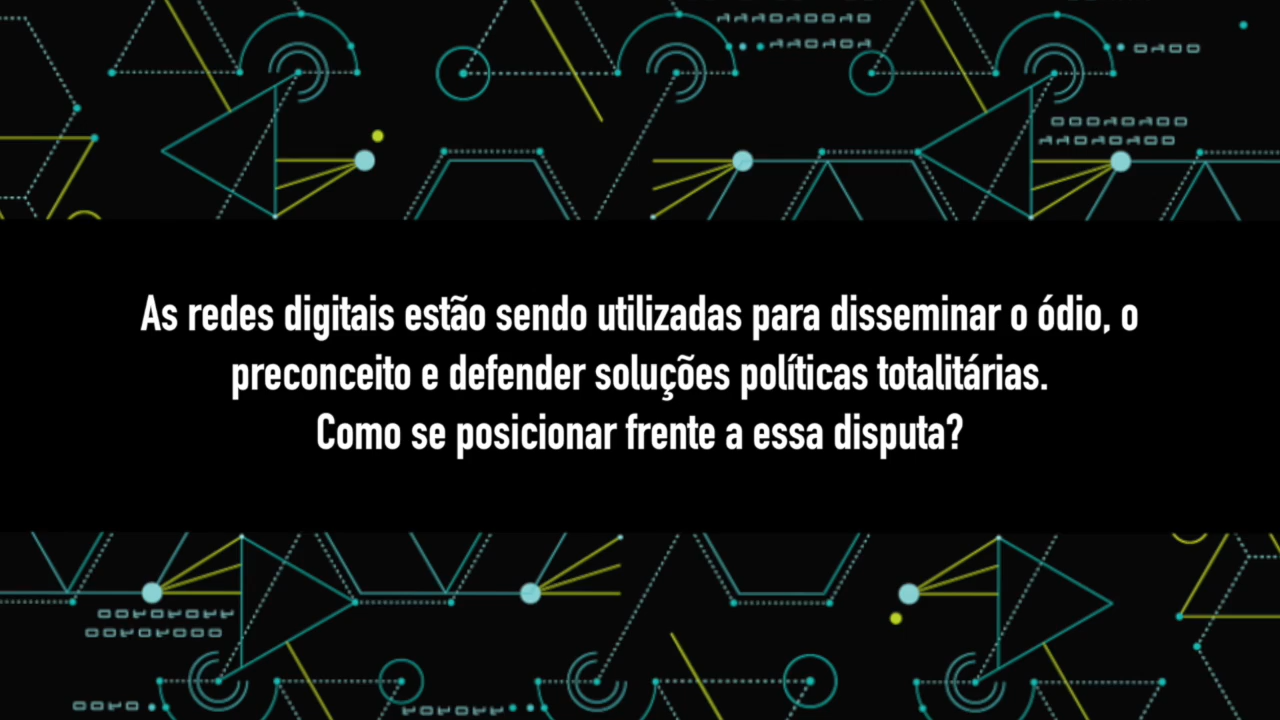 As redes digitais estão sendo utilizadas para disseminar o ódio, o
preconceito e defender soluções políticas totalitárias.
Como se posicionar frente a essa disputa?